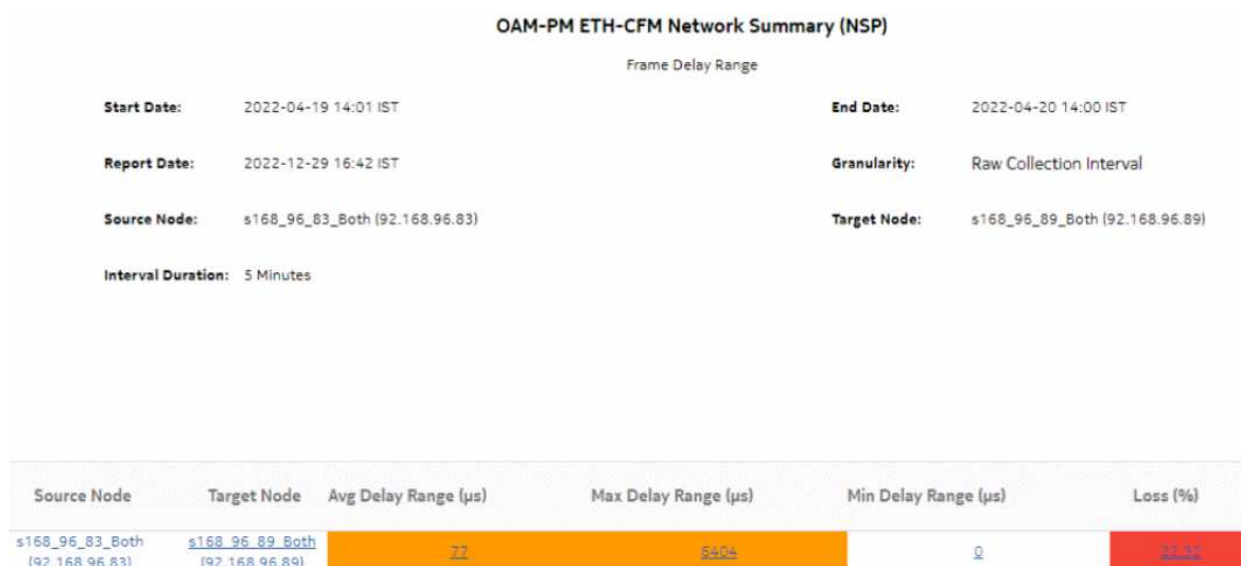 OAM-PM ETH-CFM Network Summary (NSP)
Frame Delay Range
Start Date: 2022-04-19 14:01 IST End Date: 2022-04-20 14:00 IST
Report Date: 2022-12-29 16:42 IST Granularity: Raw Collection Interval
Source Node: s168_96_83_Both (92.168.96.83) Target Node: s168_96_89_Both (92.168.96.89)
Interval Duration: 5 Minutes
Source Node Target Node Avg Delay Range (µs) Max Delay Range (µs) Min Delay Range (µs) Loss (%)
s168_96_83_Both s168_96_89_Both 77 6404 0
(92.168.96.83) (92.168.96.89)